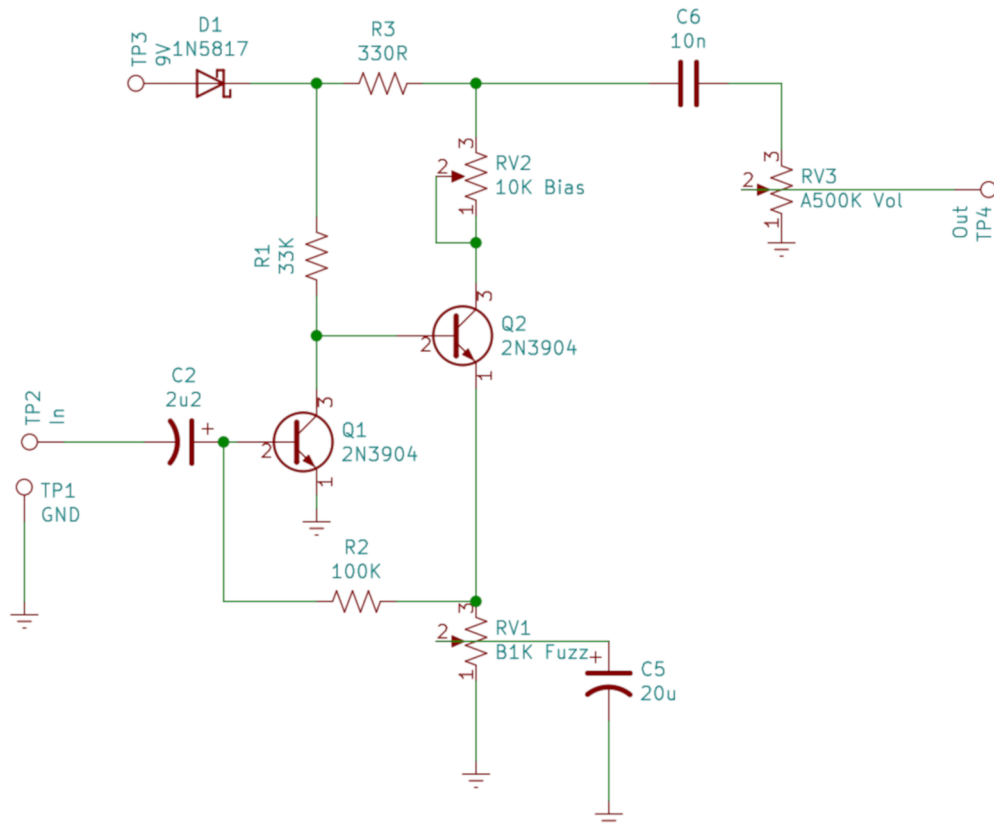 D1
1N5817
TP3
9V
R3
330R
C6
10n
3
2
RV2
10K Bias
1
3
2
RV3
A500K Vol
1
Out
TP4
R1
33K
3
Q2
2N3904
2
1
C2
2u2
+
TP2
In
3
Q1
2N3904
2
1
TP1
GND
R2
100K
3
2
RV1
B1K Fuzz
1
+
C5
20u